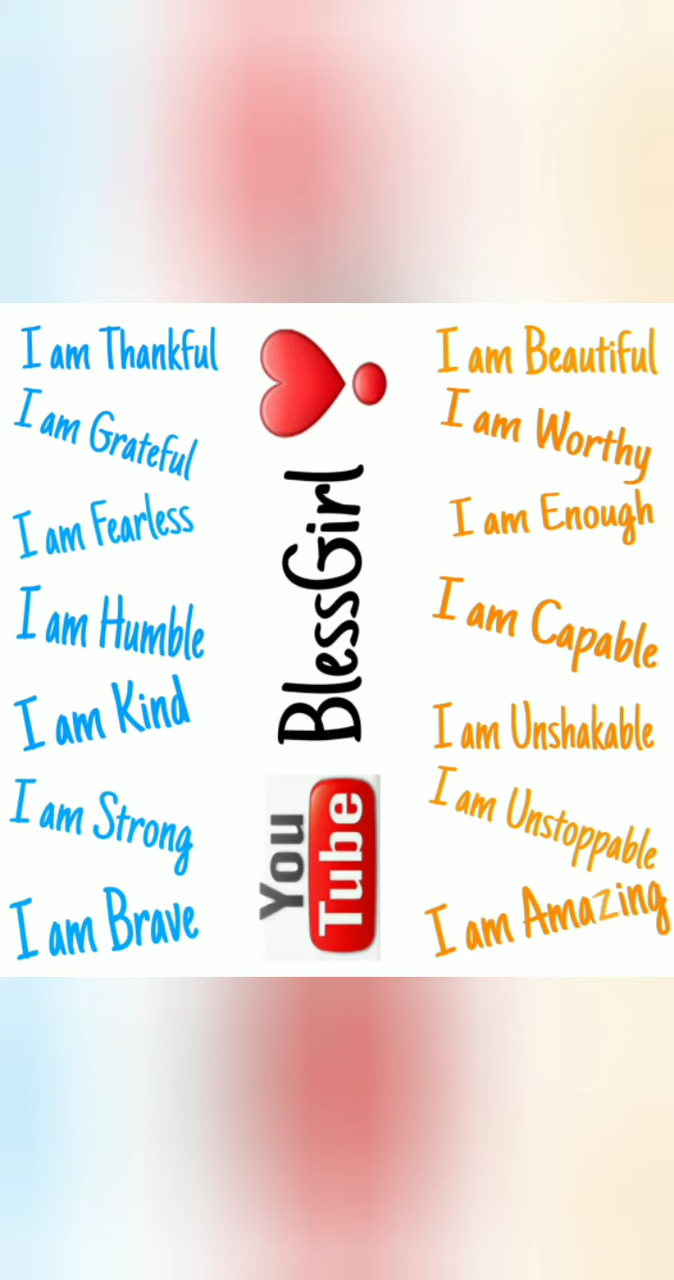 I am Thankful
I am Grateful
I am Fearless
I am Humble
I am Kind
I am Strong
I am Brave
You
Tube
BlessGirl
I am Beautiful
I am Worthy
I am Enough
I am Capable
I am Unshakable
I am Unstoppable
I am Amazing